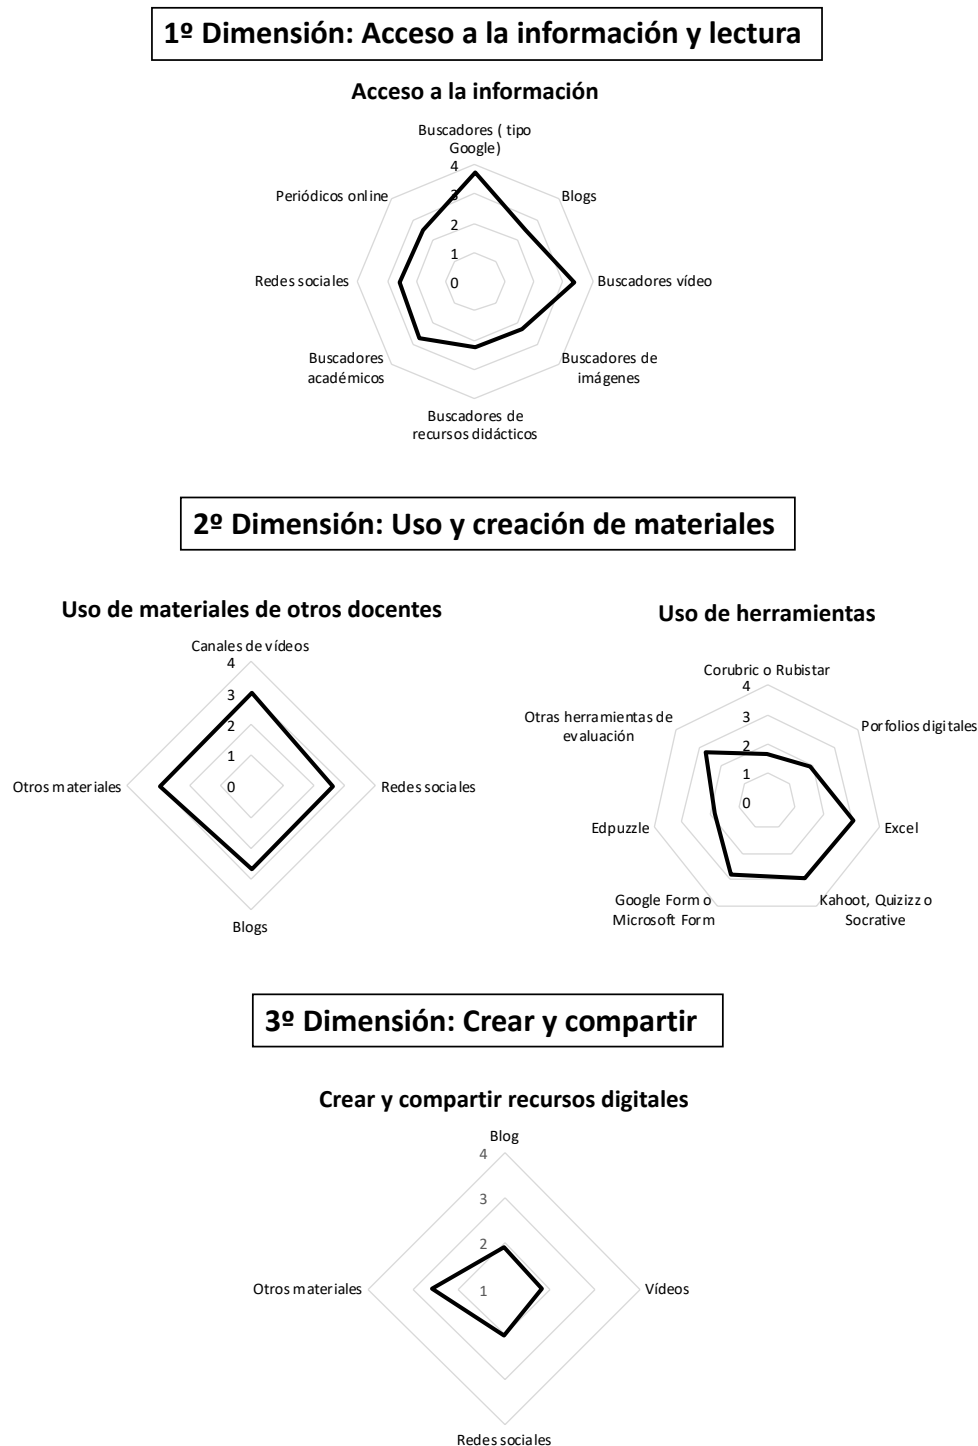 1º Dimensión: Acceso a la información y lectura
Acceso a la información
Buscadores ( tipo
Google)
4
3
2
1
0
Periódicos online
Blogs
Redes sociales
Buscadores vídeo
Buscadores
académicos
Buscadores de
imágenes
Buscadores de
recursos didácticos
2º Dimensión: Uso y creación de materiales
Uso de materiales de otros docentes
Canales de vídeos
4
3
2
1
0
Otros materiales
Redes sociales
Blogs
Uso de herramientas
Corubric o Rubistar
4
3
2
1
0
Otras herramientas de
evaluación
Porfolios digitales
Edpuzzle
Excel
Google Form o
Microsoft Form
Kahoot, Quizizz o
Socrative
3º Dimensión: Crear y compartir
Crear y compartir recursos digitales
Blog
4
3
2
1
Otros materiales
Vídeos
Redes sociales